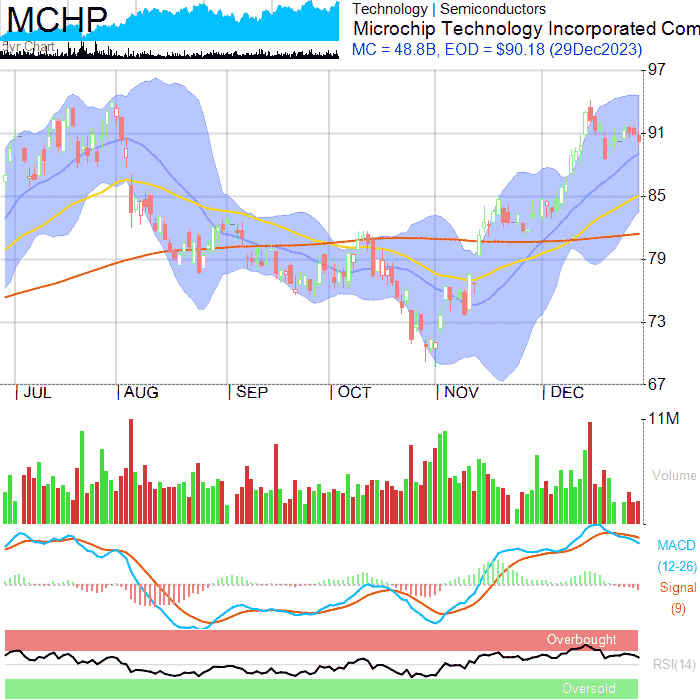 MCHP
5yr Chart
Technology | Semiconductors
Microchip Technology Incorporated Com
MC = 48.8B, EOD = $90.18 (29Dec2023)
97
91
85
79
73
67
JUL
AUG
SEP
OCT
NOV
DEC
11M
Volume
MACD
(12-26)
Signal
(9)
Overbought
RSI(14)
Oversold